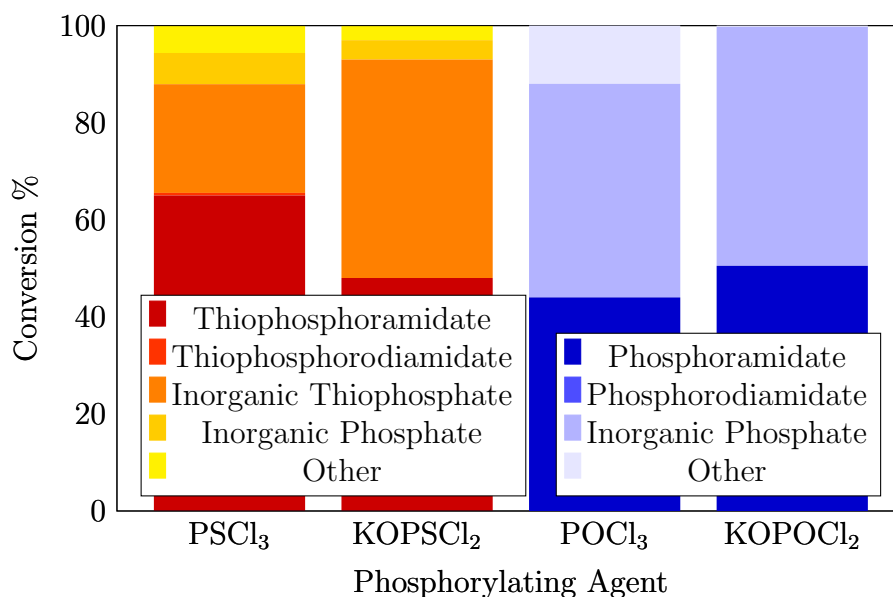 100
80
60
40
20
0
Conversion %
Thiophosphoramidate
Thiophosphorodiamidate
Inorganic Thiophosphate
Inorganic Phosphate
Other
Phosphoramidate
Phosphorodiamidate
Inorganic Phosphate
Other
PSCl₃ KOPSCl₂ POCl₃ KOPOCl₂
Phosphorylating Agent